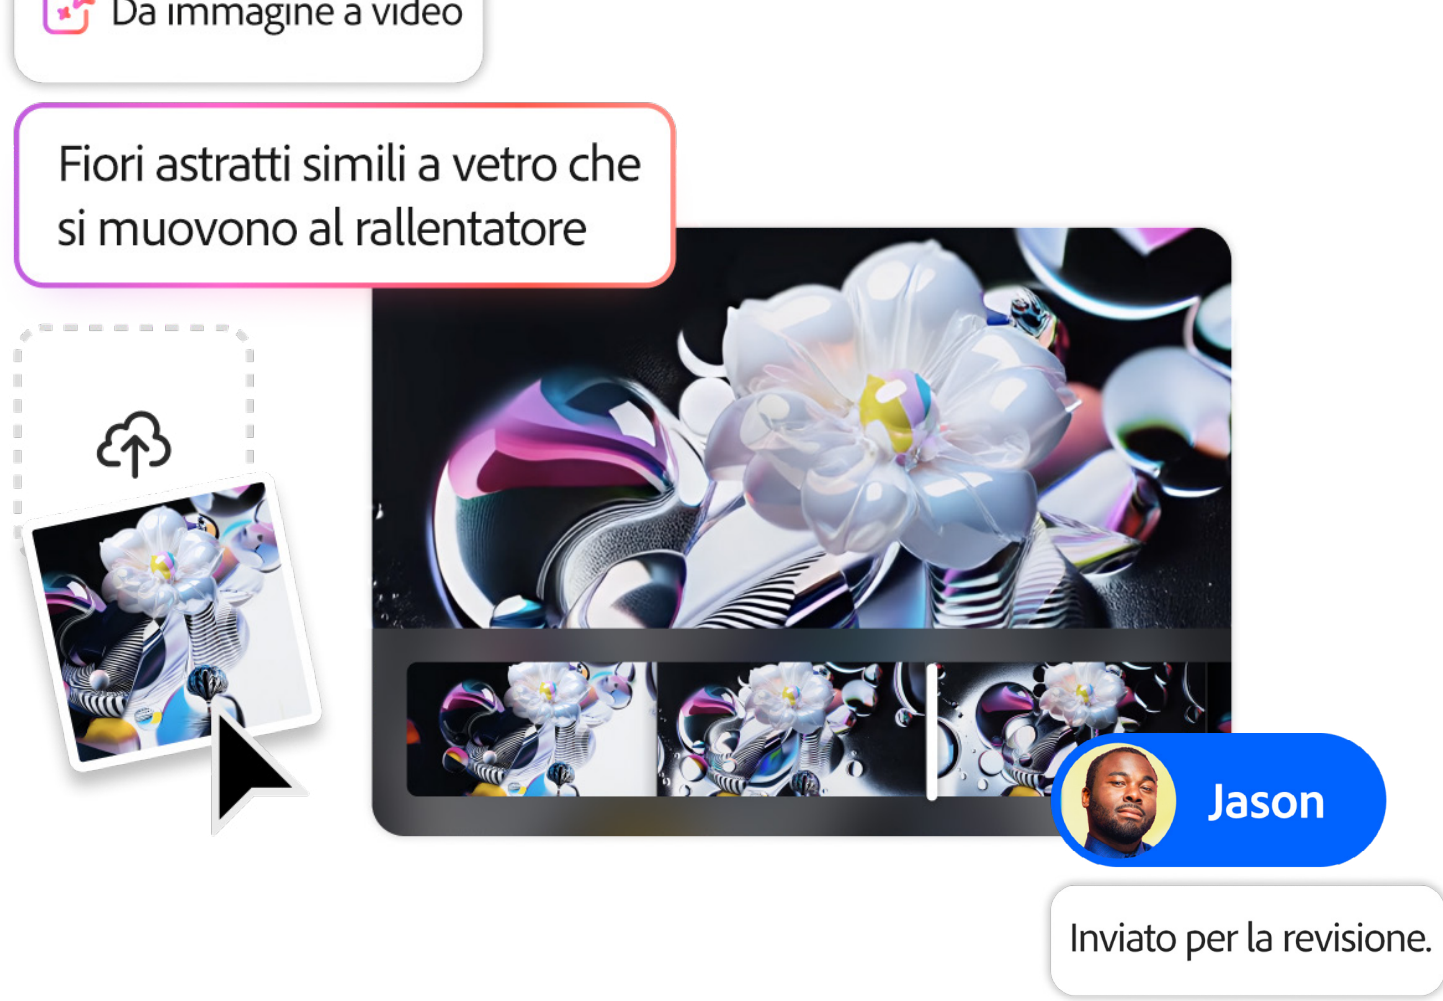 Da immagine a video
Fiori astratti simili a vetro che
si muovono al rallentatore
Jason
Inviato per la revisione.